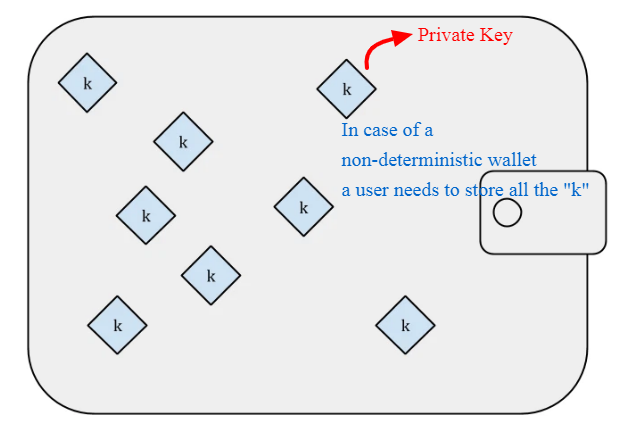 Private Key
k
k
In case of a
k
non-deterministic wallet
a user needs to store all the "k"
k
k
k
k
k